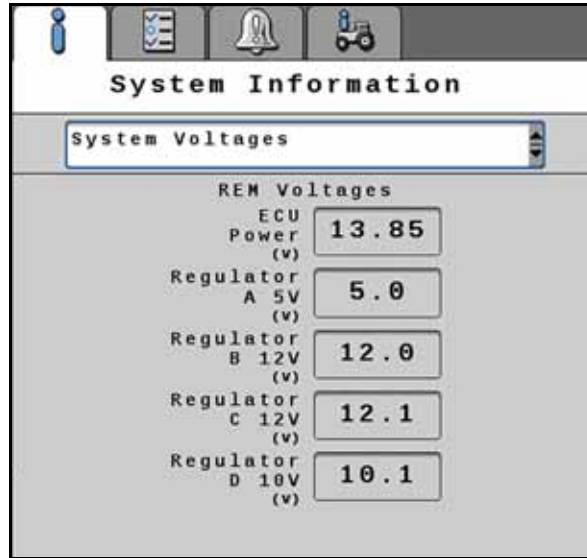 System Information
System Voltages
REM Voltages
ECU
Power
(V)
13.85
Regulator
A 5V
(V)
5.0
Regulator
B 12V
(V)
12.0
Regulator
C 12V
(V)
12.1
Regulator
D 10V
(V)
10.1